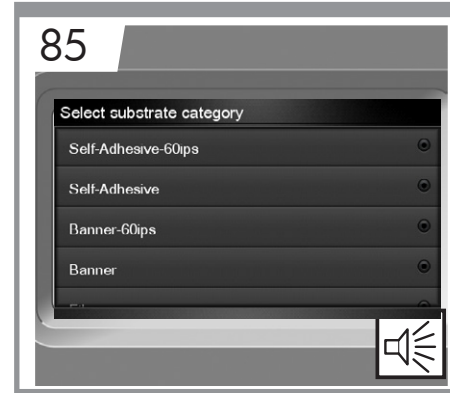 85
Select substrate category
Self-Adhesive-60ips
Self-Adhesive
Banner-60ips
Banner